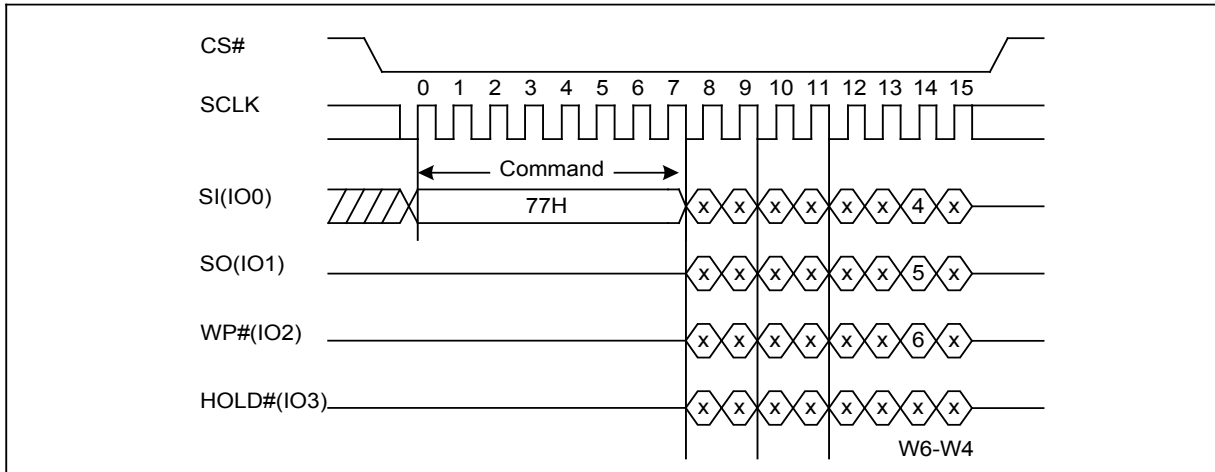 CS#
0 1 2 3 4 5 6 7 8 9 10 11 12 13 14 15
SCLK
Command
SI(IO0)
77H
x x x x x x 4 x
SO(IO1)
x x x x x x 5 x
WP#(IO2)
x x x x x x 6 x
HOLD#(IO3)
x x x x x x x x
W6-W4